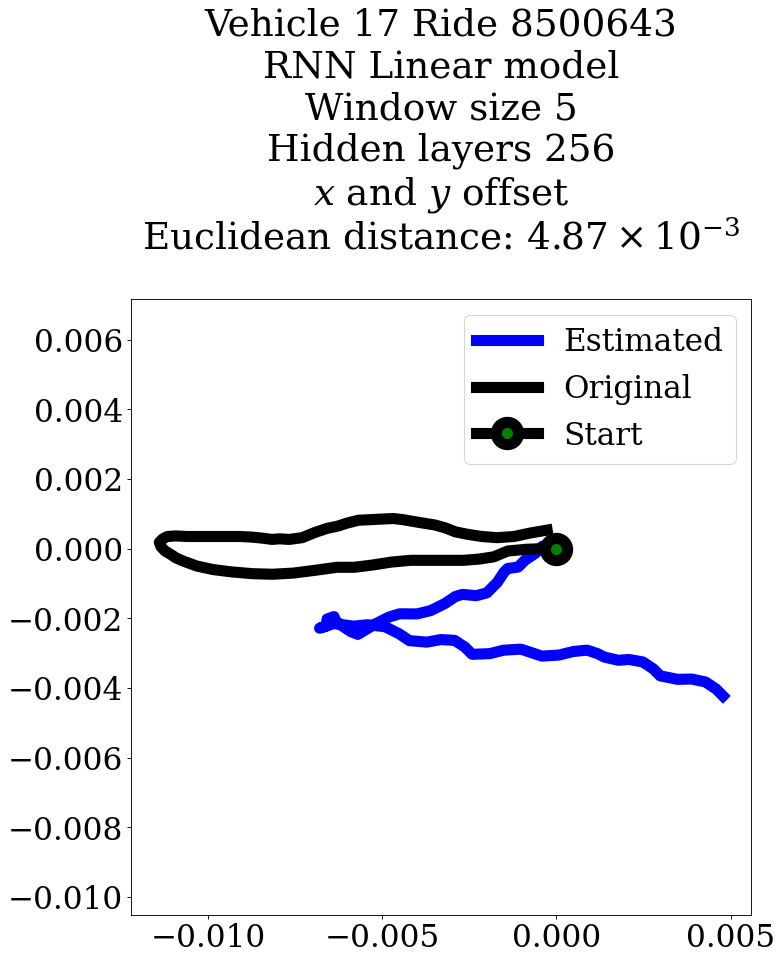 Vehicle 17 Ride 8500643
RNN Linear model
Window size 5
Hidden layers 256
x and y offset
Euclidean distance: 4.87 × 10⁻³
Estimated
Original
Start
0.006
0.004
0.002
0.000
−0.002
−0.004
−0.006
−0.008
−0.010
−0.010 −0.005 0.000 0.005